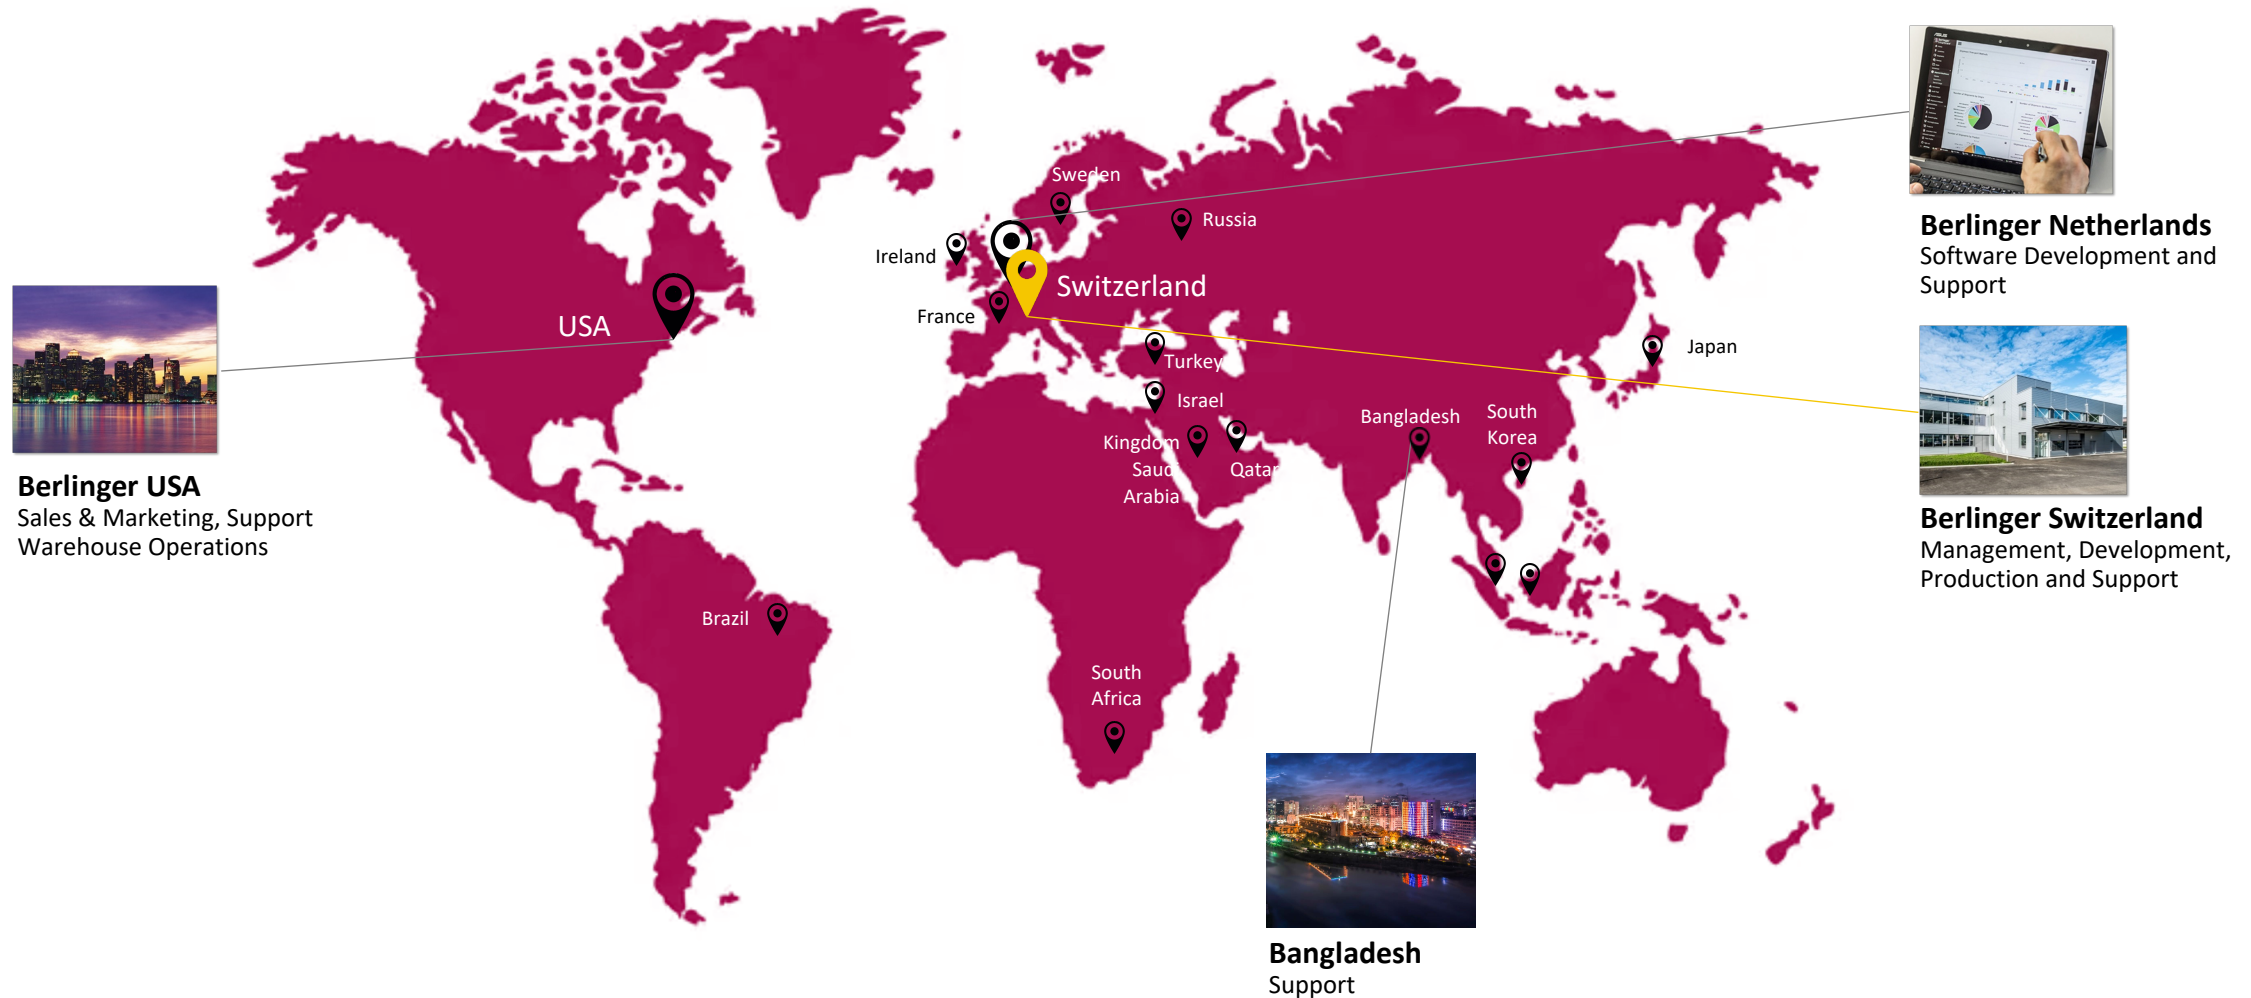 Sweden
Russia
Ireland
Switzerland
France
USA
Turkey
Japan
Israel
Bangladesh
South
Korea
Kingdom
Saudi
Arabia
Qatar
Brazil
South
Africa
Berlinger USA
Sales & Marketing, Support
Warehouse Operations
Berlinger Netherlands
Software Development and
Support
Berlinger Switzerland
Management, Development,
Production and Support
Bangladesh
Support